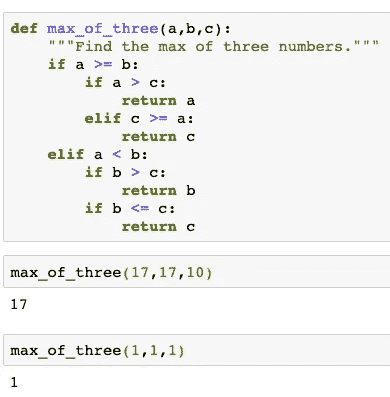 def max_of_three(a,b,c):
    """Find the max of three numbers."""
    if a >= b:
        if a > c:
            return a
        elif c >= a:
            return c
    elif a < b:
        if b > c:
            return b
        if b <= c:
            return c
max_of_three(17,17,10)
17
max_of_three(1,1,1)
1